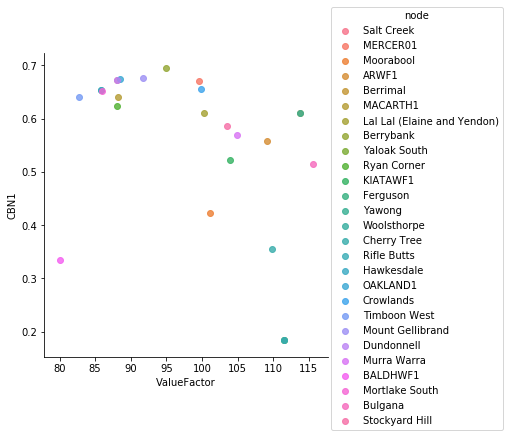 node
Salt Creek
MERCER01
Moorabool
ARWF1
Berrimal
MACARTH1
Lal Lal (Elaine and Yendon)
Berrybank
Yaloak South
Ryan Corner
KIATAWF1
Ferguson
Yawong
Woolsthorpe
Cherry Tree
Rifle Butts
Hawkesdale
OAKLAND1
Crowlands
Timboon West
Mount Gellibrand
Dundonnell
Murra Warra
BALDHWF1
Mortlake South
Bulgana
Stockyard Hill
0.7
0.6
0.5
0.4
0.3
0.2
CBN1
80 85 90 95 100 105 110 115
ValueFactor